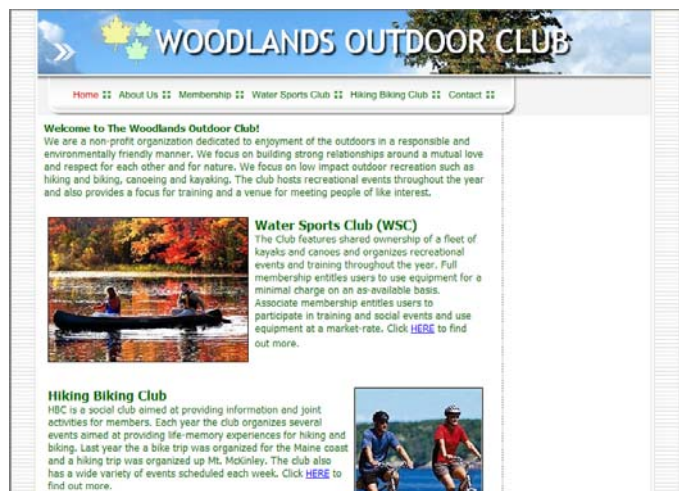 WOODLANDS OUTDOOR CLUB
Home About Us Membership Water Sports Club Hiking Biking Club Contact
Welcome to The Woodlands Outdoor Club!
We are a non-profit organization dedicated to enjoyment of the outdoors in a responsible and
environmentally friendly manner. We focus on building strong relationships around a mutual love
and respect for each other and for nature. We focus on low impact outdoor recreation such as
hiking and biking, canoeing and kayaking. The club hosts recreational events throughout the year
and also provides a focus for training and a venue for meeting people of like interest.
Water Sports Club (WSC)
The Club features shared ownership of a fleet of
kayaks and canoes and organizes recreational
events and training throughout the year. Full
membership entitles users to use equipment for a
minimal charge on an as-available basis.
Associate membership entitles users to
participate in training and social events and use
equipment at a market-rate. Click HERE to find
out more.
Hiking Biking Club
HBC is a social club aimed at providing information and joint
activities for members. Each year the club organizes several
events aimed at providing life-memory experiences for hiking and
biking. Last year the a bike trip was organized for the Maine coast
and a hiking trip was organized up Mt. McKinley. The club also
has a wide variety of events scheduled each week. Click HERE to
find out more.